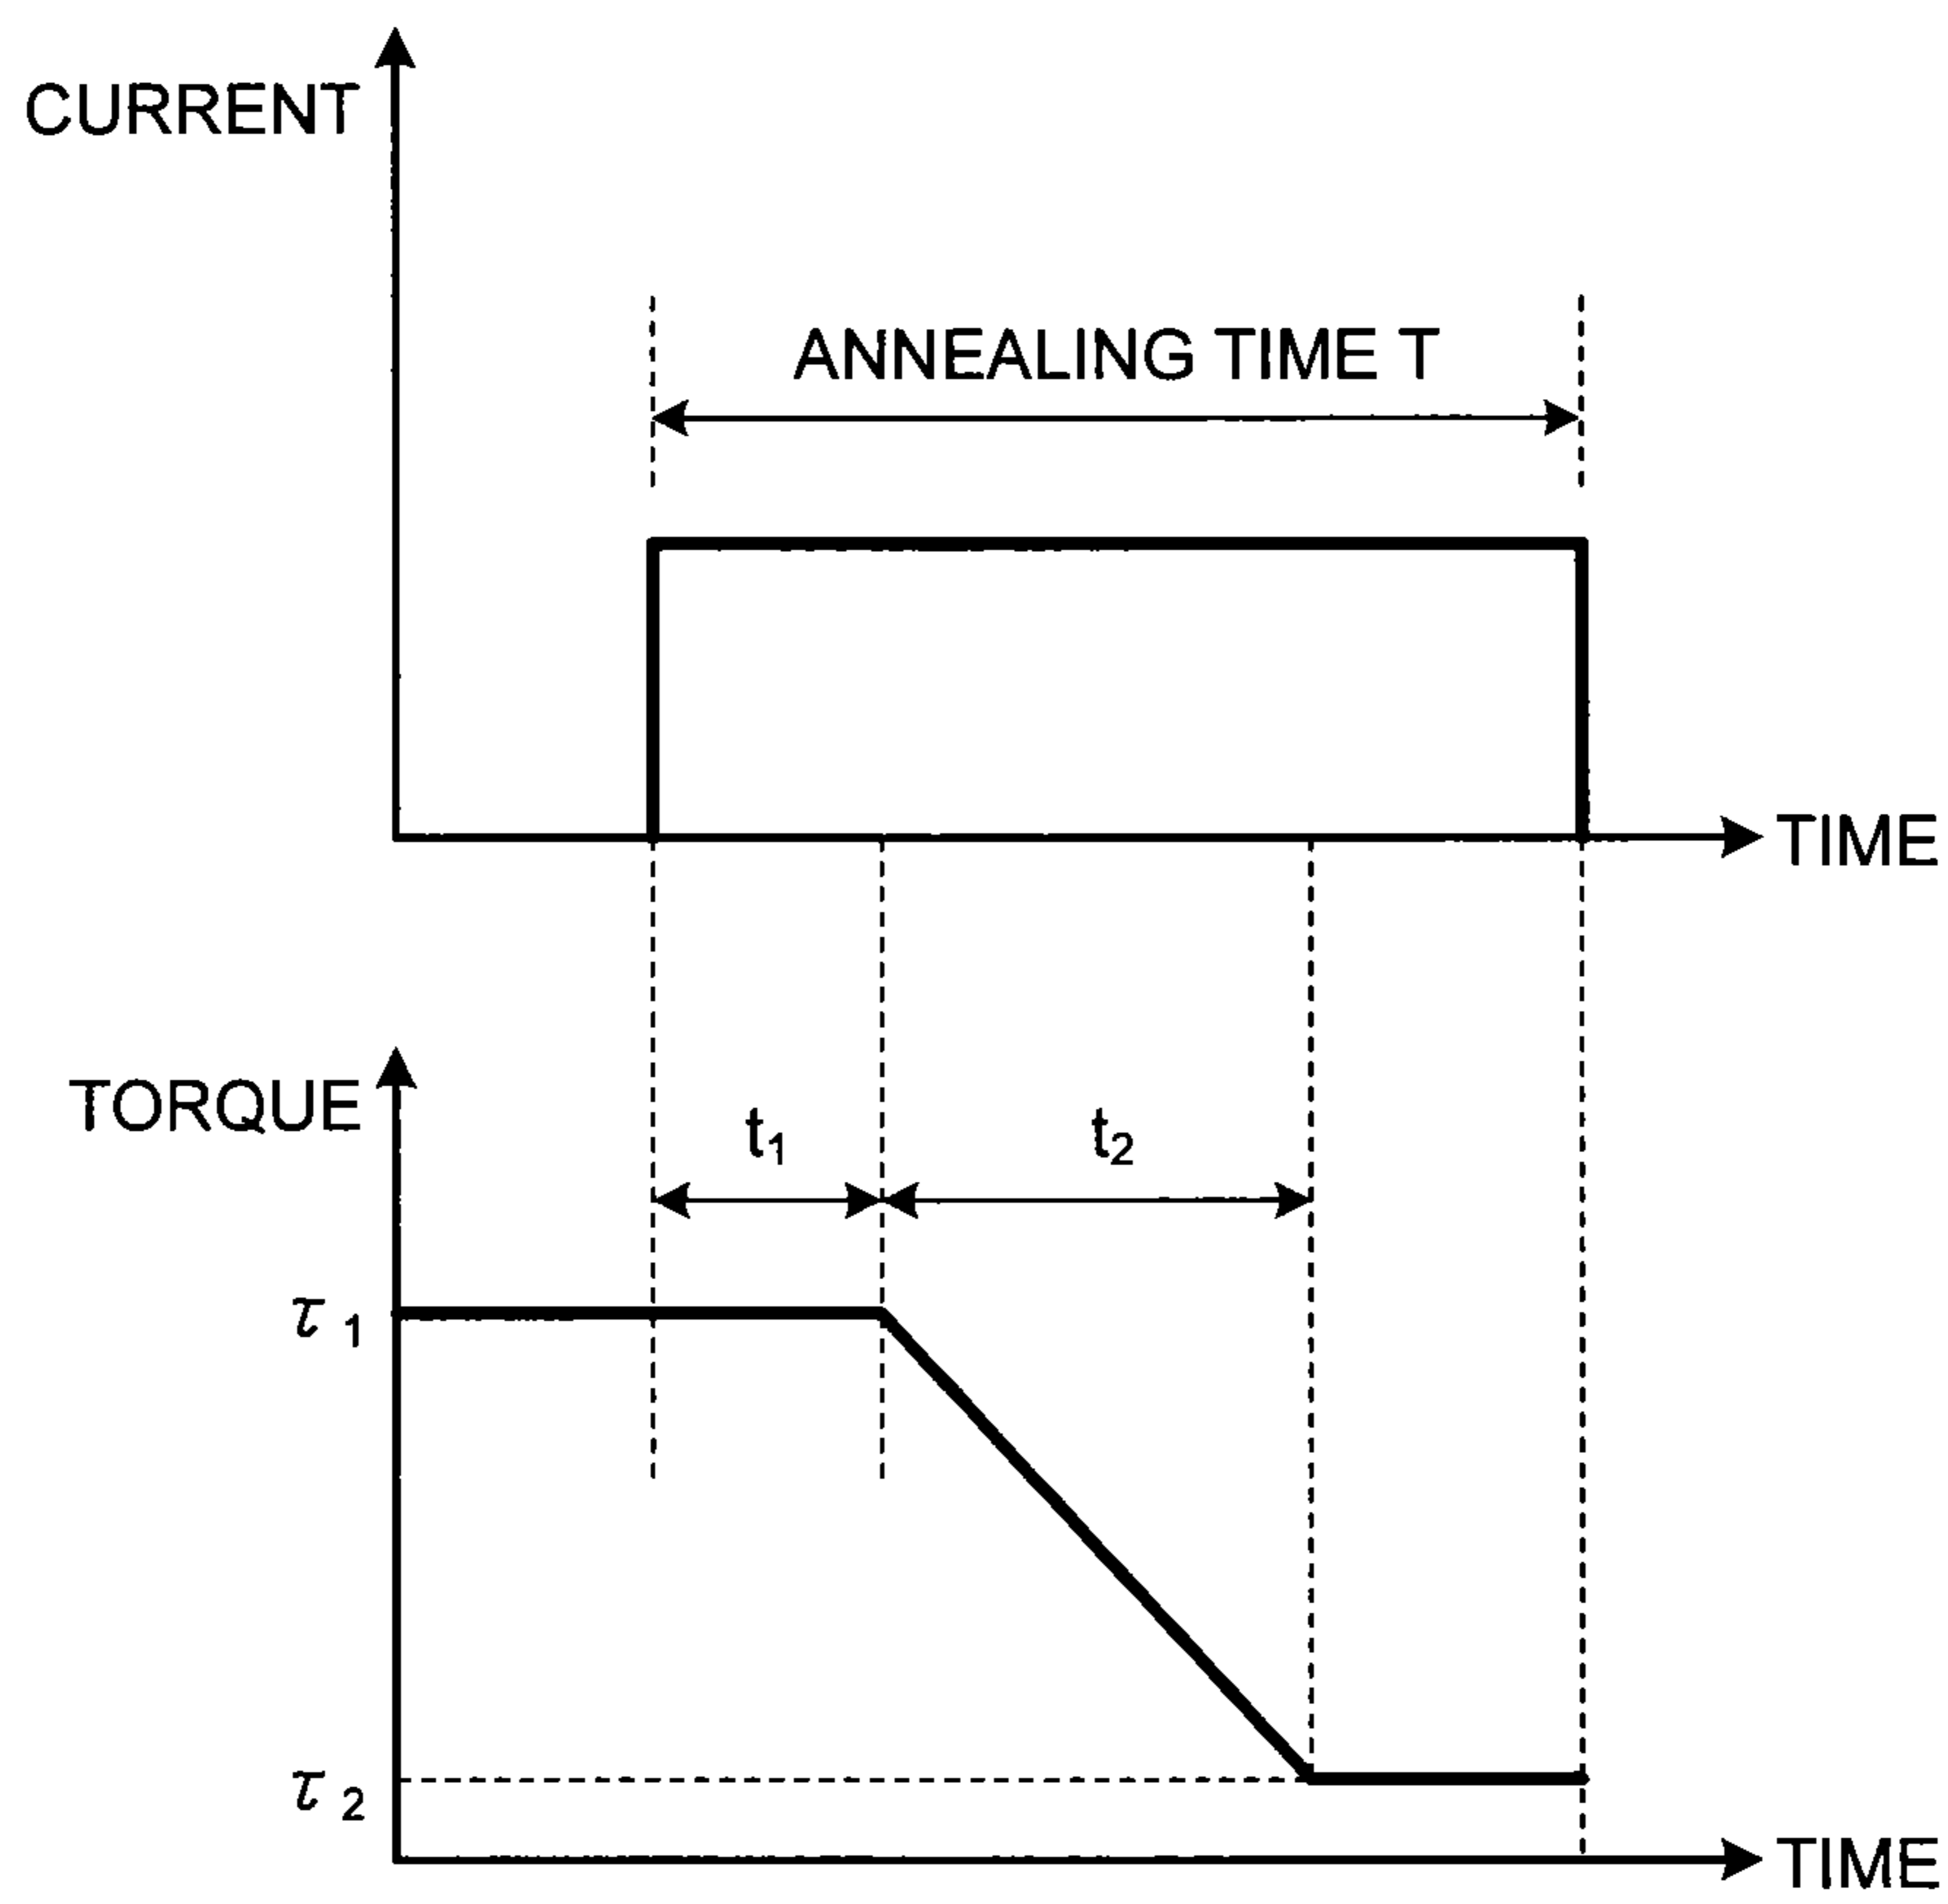 CURRENT
ANNEALING TIME T
TIME
TORQUE
t₁
t₂
τ 1
τ 2
TIME